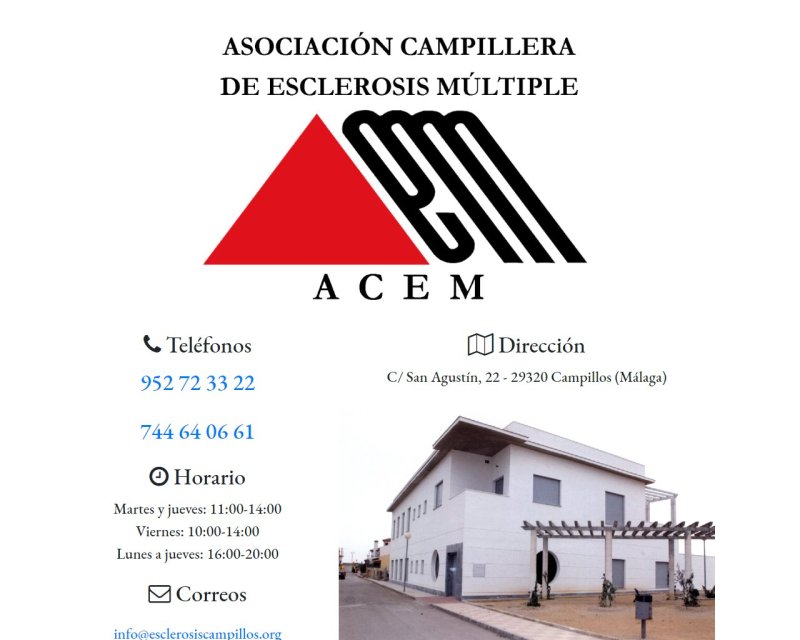 ASOCIACIÓN CAMPILLERA
DE ESCLEROSIS MÚLTIPLE
aem
ACEM
Teléfonos
952 72 33 22
744 64 06 61
Horario
Martes y jueves: 11:00-14:00
Viernes: 10:00-14:00
Lunes a jueves: 16:00-20:00
Correos
info@esclerosiscampillos.org
Dirección
C/ San Agustín, 22 - 29320 Campillos (Málaga)